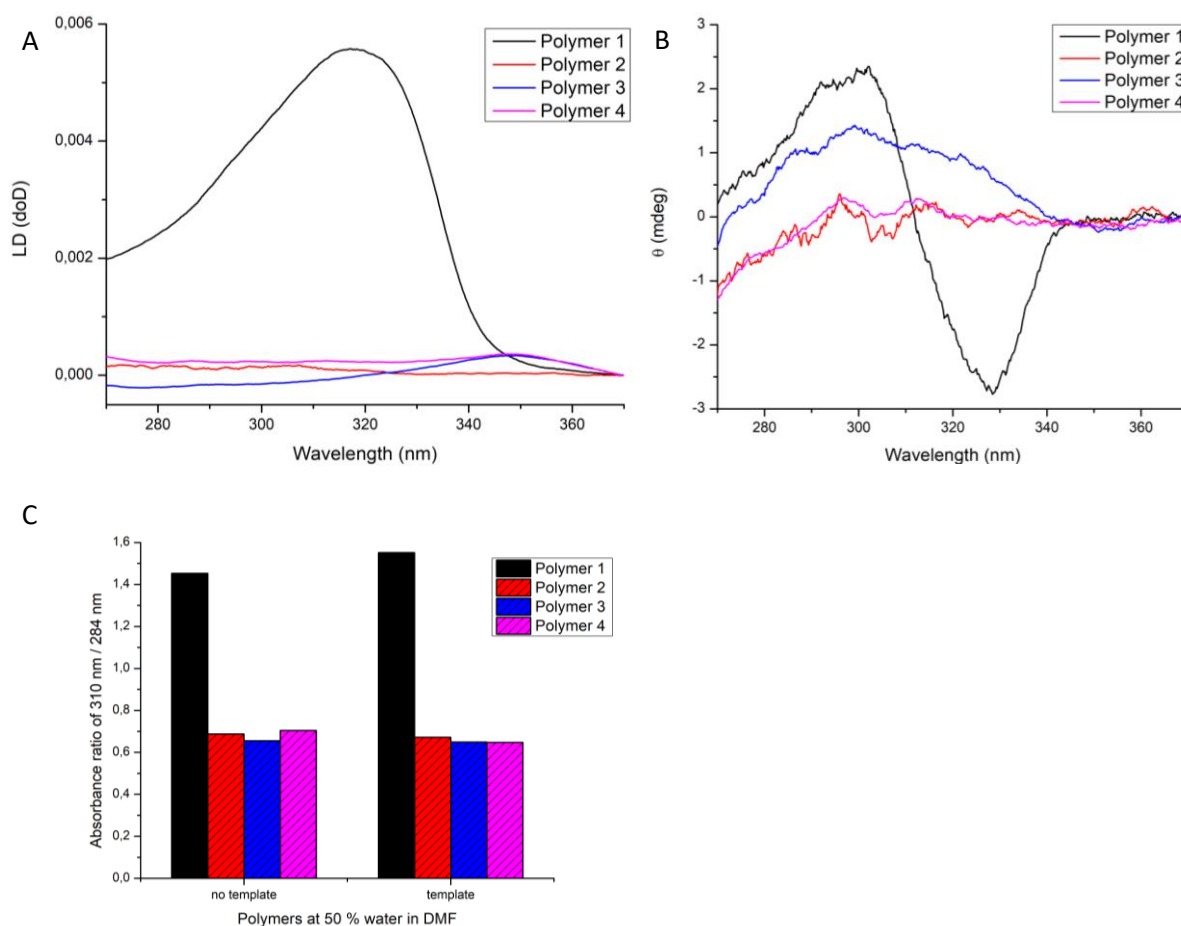 A
0,006
0,004
0,002
0,000
LD (doD)
280 300 320 340 360
Wavelength (nm)
Polymer 1
Polymer 2
Polymer 3
Polymer 4
B
3
2
1
0
-1
-2
-3
θ (mdeg)
280 300 320 340 360
Wavelength (nm)
Polymer 1
Polymer 2
Polymer 3
Polymer 4
C
1,6
1,4
1,2
1,0
0,8
0,6
0,4
0,2
0,0
Absorbance ratio of 310 nm / 284 nm
no template template
Polymers at 50 % water in DMF
Polymer 1
Polymer 2
Polymer 3
Polymer 4